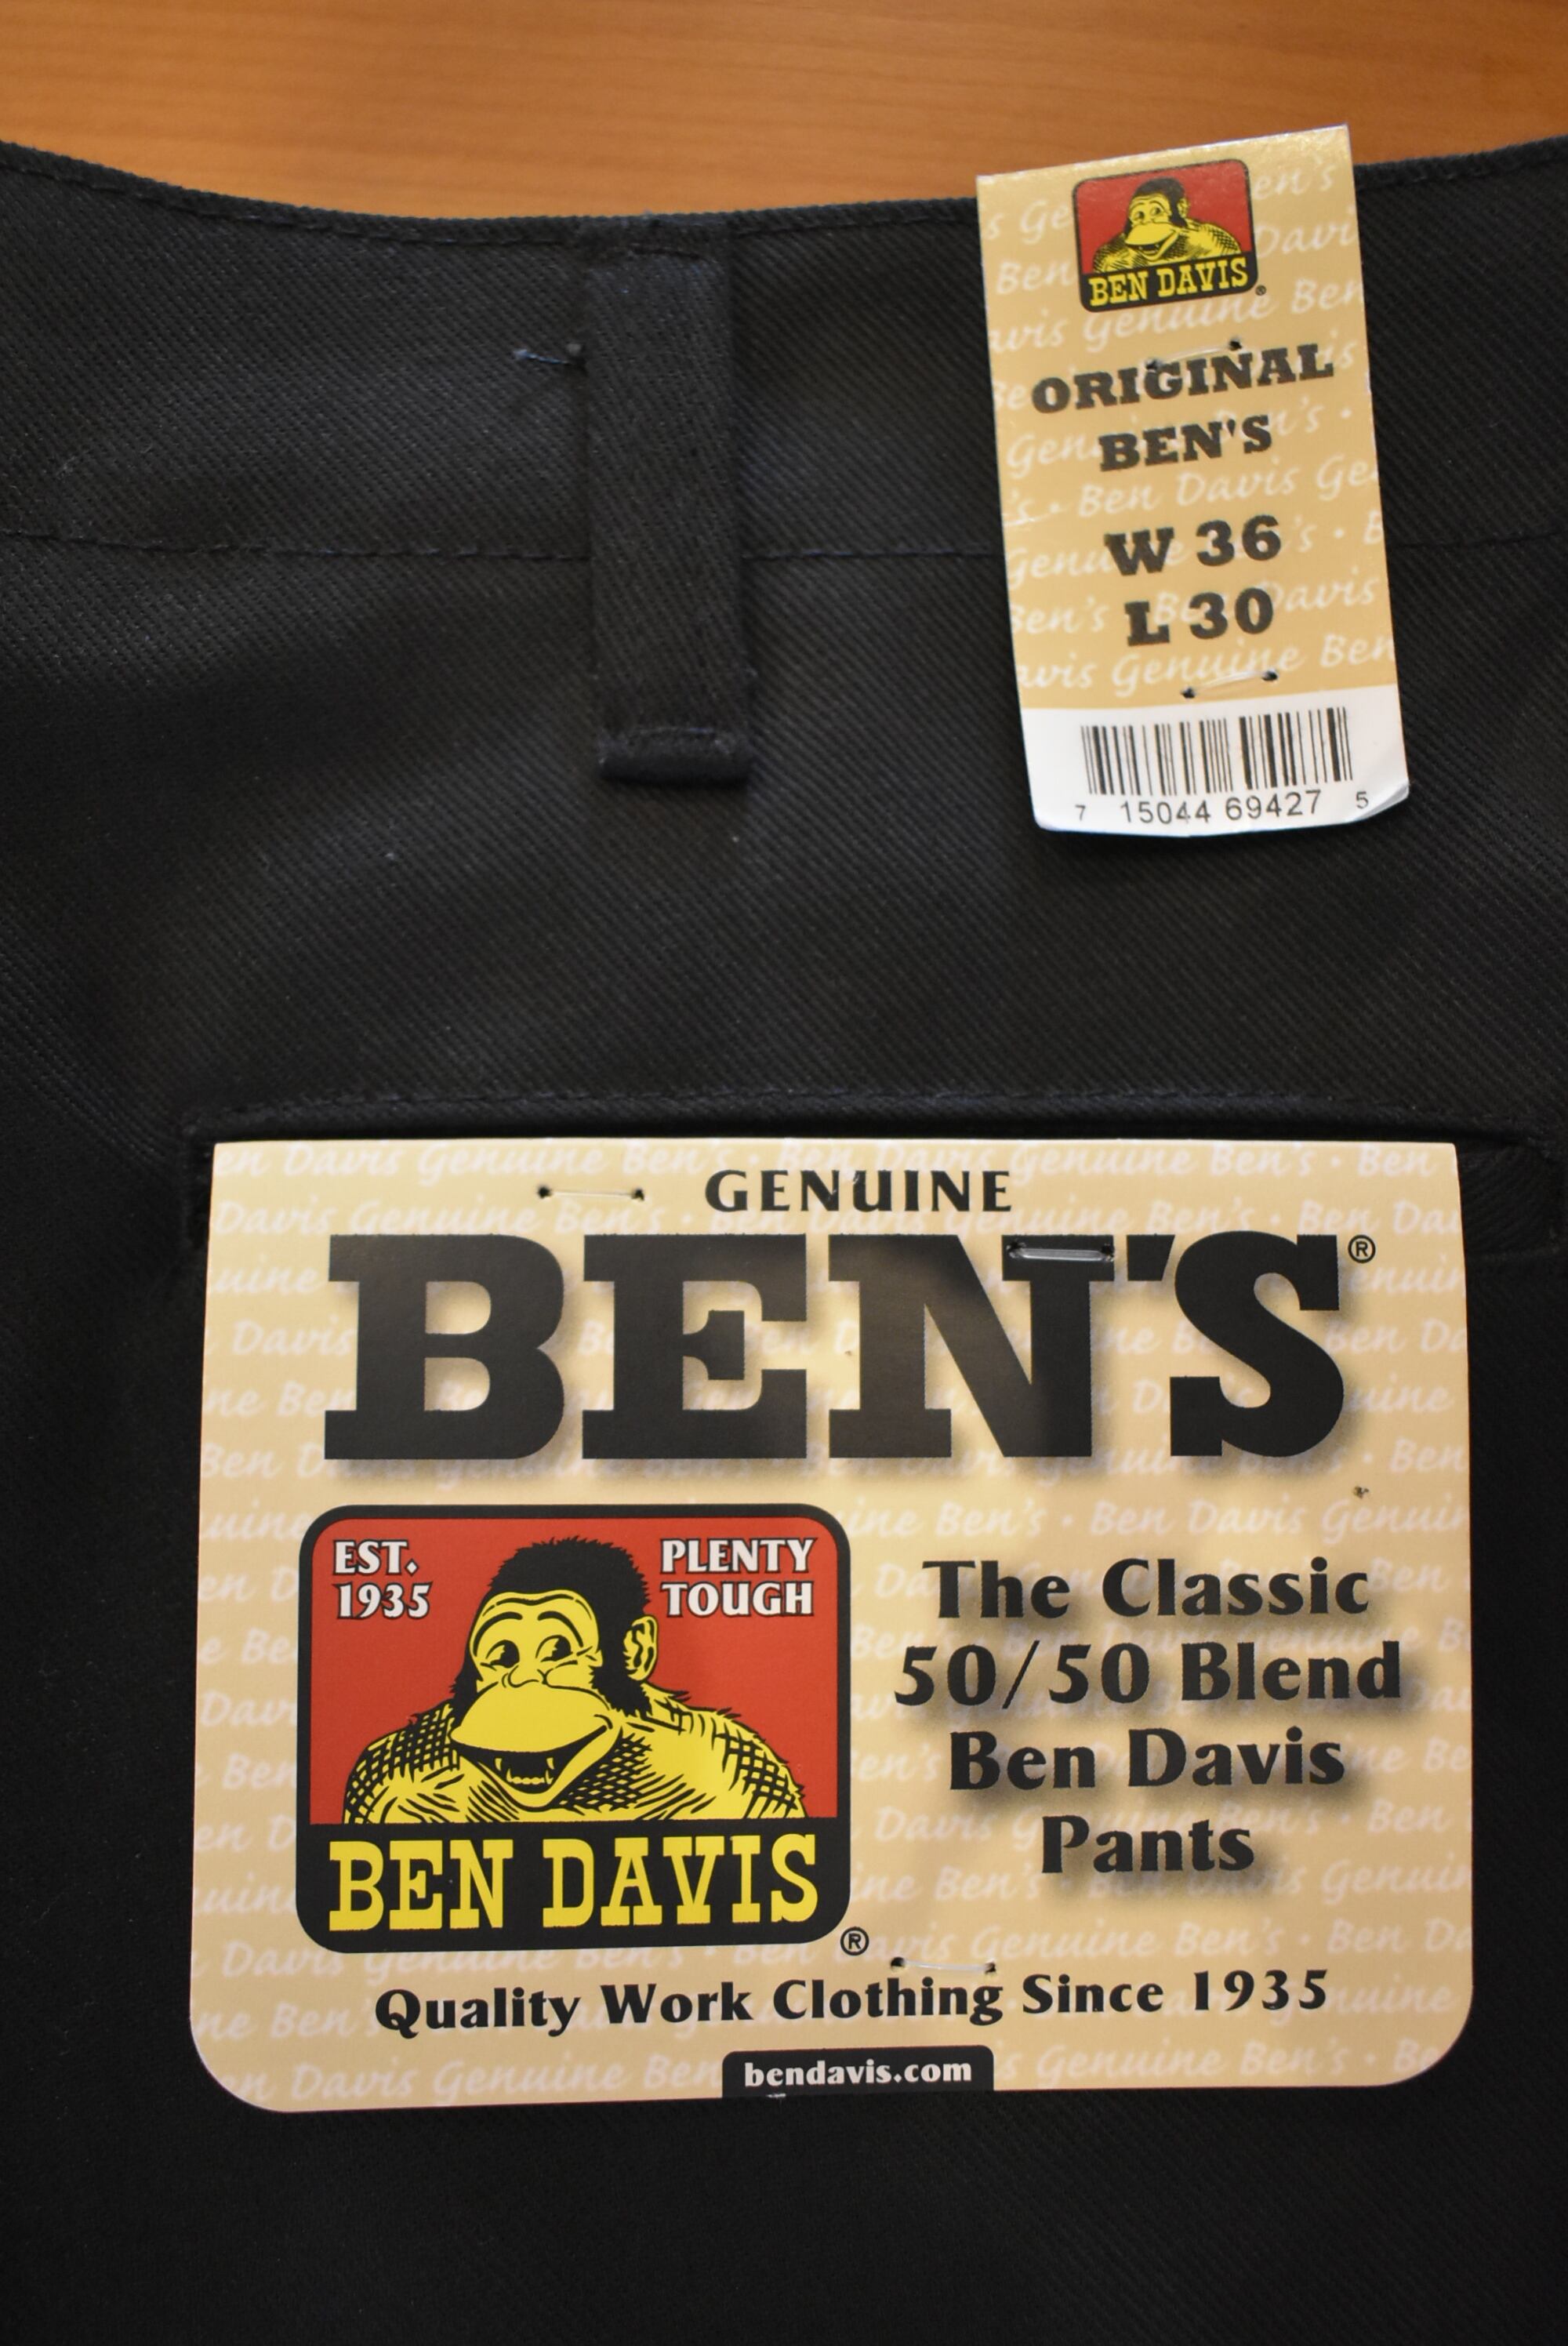 BEN DAVIS®
ORIGINAL
BEN'S
W 36
L 30
7 15044 69427 5
GENUINE
BEN'S®
EST.
1935
PLENTY
TOUGH
BEN DAVIS®
The Classic
50/50 Blend
Ben Davis
Pants
Quality Work Clothing Since 1935
bendavis.com